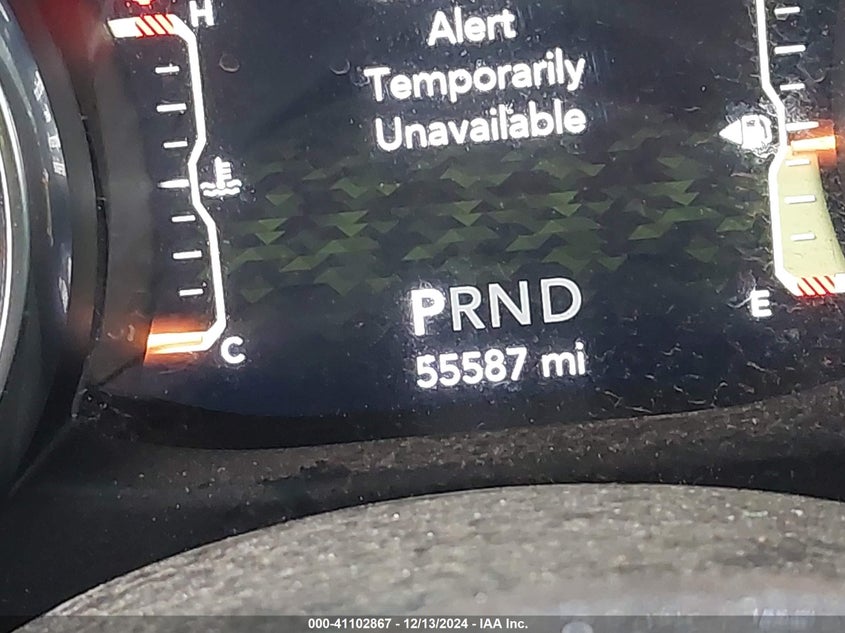 H
Alert
Temporarily
Unavailable
PRND
E
C
55587 mi
000-41102867 - 12/13/2024 - IAA Inc.